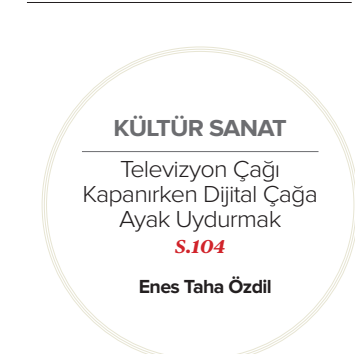 KÜLTÜR SANAT
Televizyon Çağı
Kapanırken Dijital Çağa
Ayak Uydurmak
S.104
Enes Taha Özdil